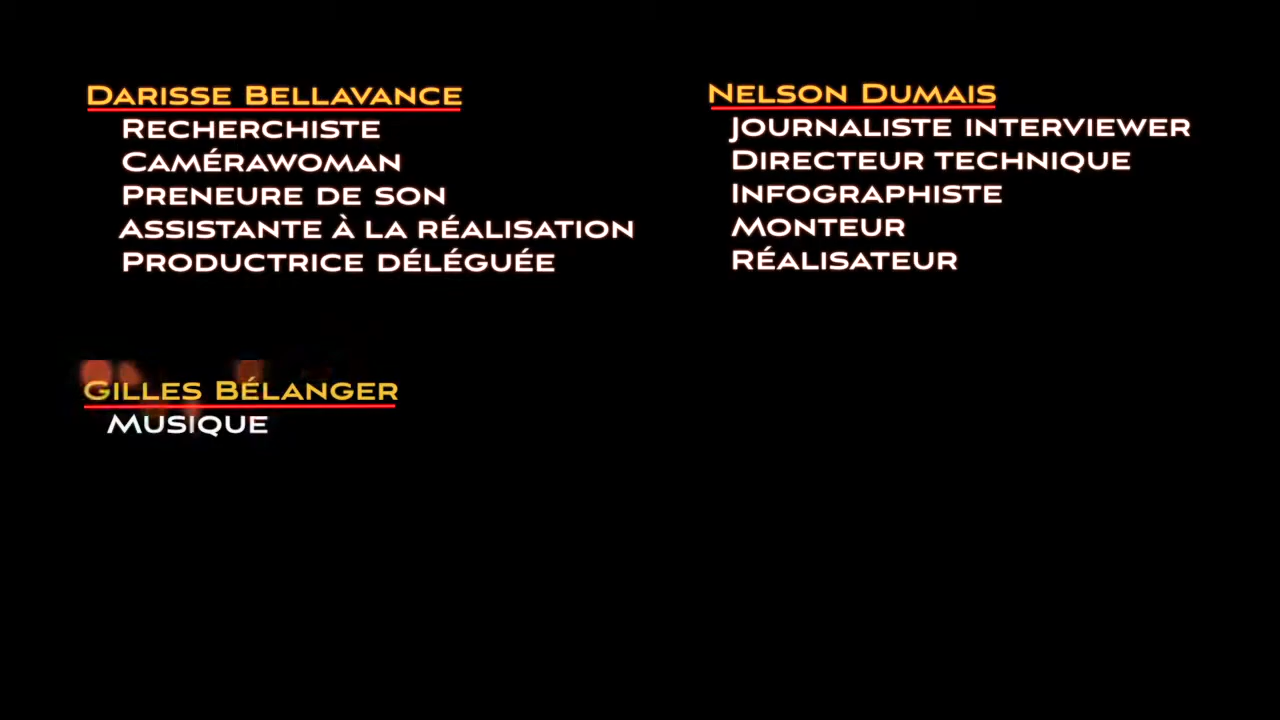 Darisse Bellavance
Recherchiste
Camérawoman
Preneure de son
Assistante à la réalisation
Productrice déléguée
Nelson Dumais
Journaliste interviewer
Directeur technique
Infographiste
Monteur
Réalisateur
Gilles Bélanger
Musique